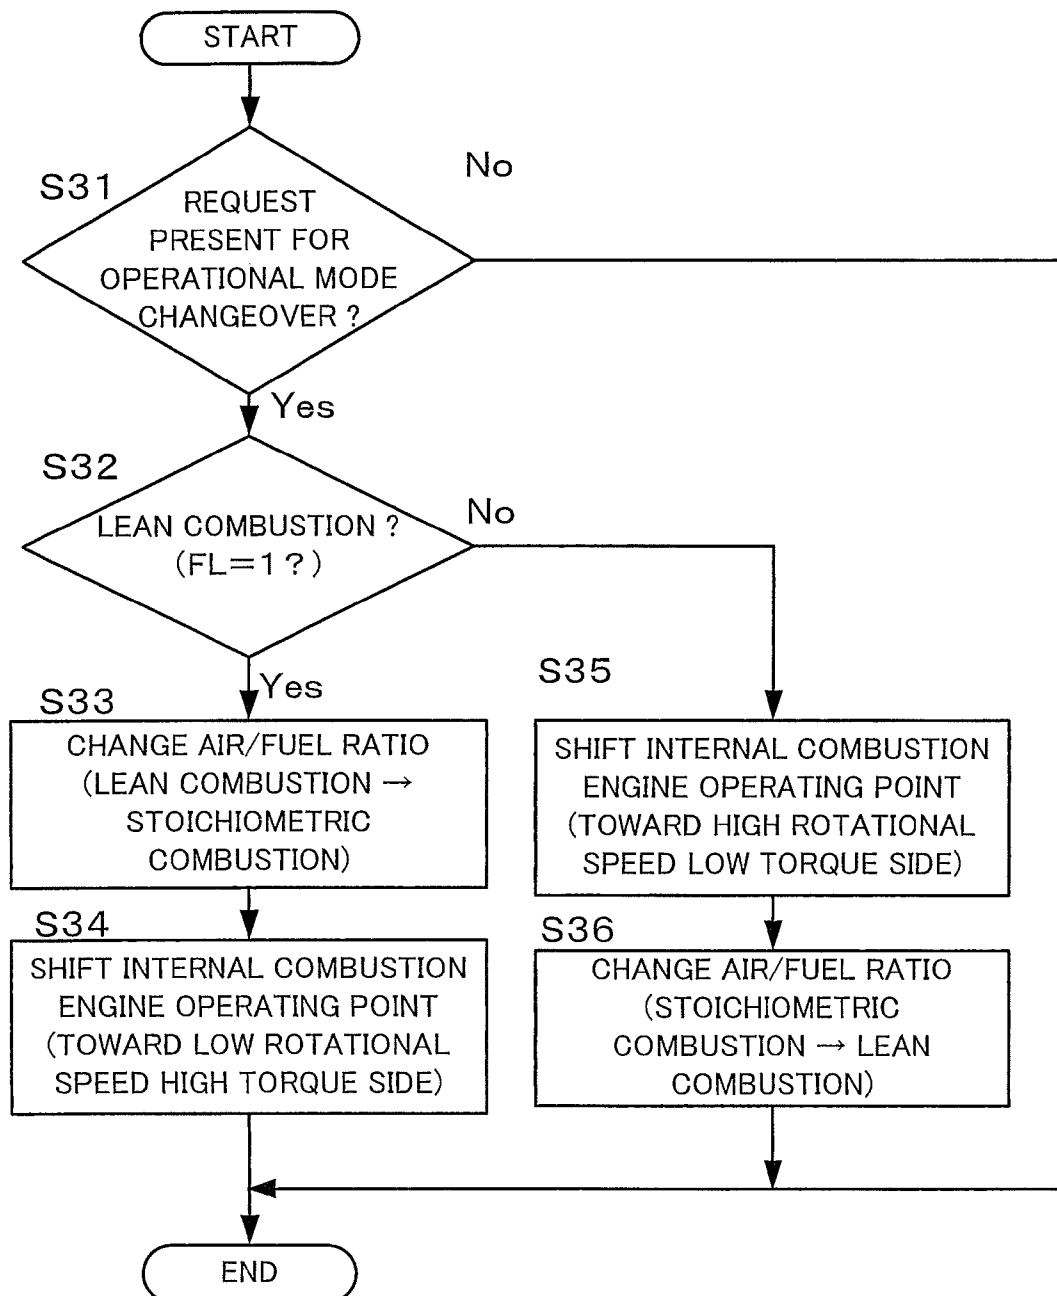 START
S31
No
REQUEST
PRESENT FOR
OPERATIONAL MODE
CHANGEOVER ?
Yes
S32
No
LEAN COMBUSTION ?
(FL=1?)
Yes
S33
CHANGE AIR/FUEL RATIO
(LEAN COMBUSTION →
STOICHIOMETRIC
COMBUSTION)
S34
SHIFT INTERNAL COMBUSTION
ENGINE OPERATING POINT
(TOWARD LOW ROTATIONAL
SPEED HIGH TORQUE SIDE)
S35
SHIFT INTERNAL COMBUSTION
ENGINE OPERATING POINT
(TOWARD HIGH ROTATIONAL
SPEED LOW TORQUE SIDE)
S36
CHANGE AIR/FUEL RATIO
(STOICHIOMETRIC
COMBUSTION → LEAN
COMBUSTION)
END